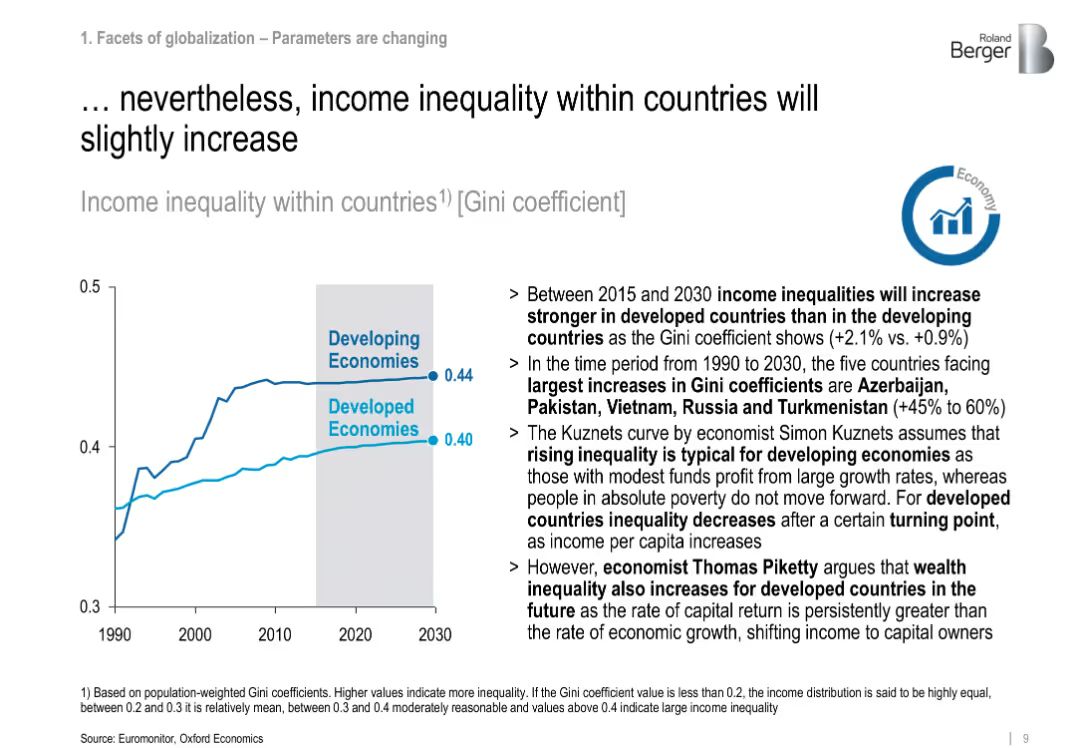 1. Facets of globalization – Parameters are changing
Roland
Berger
… nevertheless, income inequality within countries will
slightly increase
Income inequality within countries1) [Gini coefficient]
Economy
0.5
0.4
0.3
1990
2000
2010
2020
2030
Developing
Economies
0.44
Developed
Economies
0.40
> Between 2015 and 2030 income inequalities will increase
stronger in developed countries than in the developing
countries as the Gini coefficient shows (+2.1% vs. +0.9%)
> In the time period from 1990 to 2030, the five countries facing
largest increases in Gini coefficients are Azerbaijan,
Pakistan, Vietnam, Russia and Turkmenistan (+45% to 60%)
> The Kuznets curve by economist Simon Kuznets assumes that
rising inequality is typical for developing economies as
those with modest funds profit from large growth rates, whereas
people in absolute poverty do not move forward. For developed
countries inequality decreases after a certain turning point,
as income per capita increases
> However, economist Thomas Piketty argues that wealth
inequality also increases for developed countries in the
future as the rate of capital return is persistently greater than
the rate of economic growth, shifting income to capital owners
1) Based on population-weighted Gini coefficients. Higher values indicate more inequality. If the Gini coefficient value is less than 0.2, the income distribution is said to be highly equal,
between 0.2 and 0.3 it is relatively mean, between 0.3 and 0.4 moderately reasonable and values above 0.4 indicate large income inequality
Source: Euromonitor, Oxford Economics
9